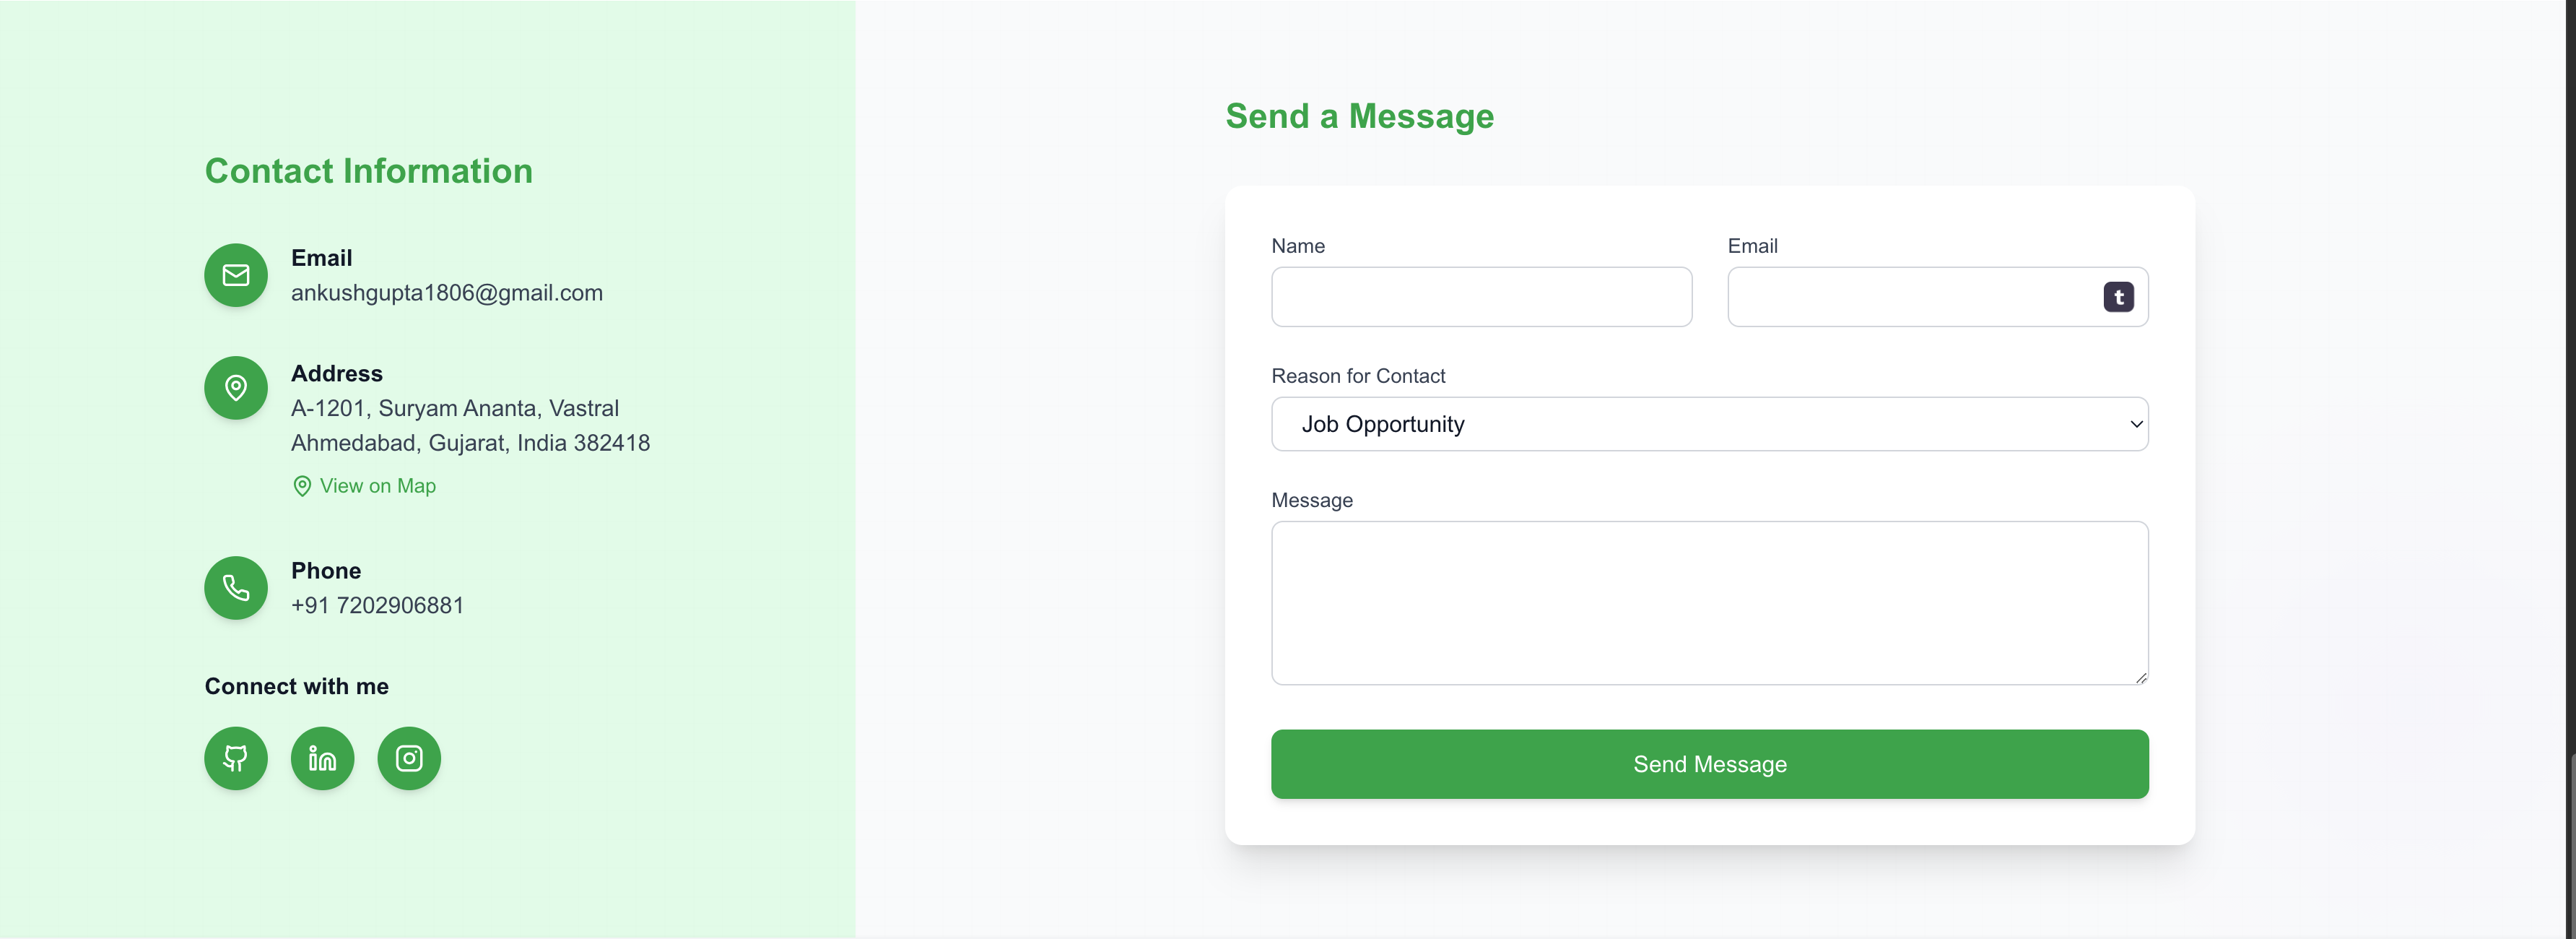 Contact Information
Email
ankushgupta1806@gmail.com
Address
A-1201, Suryam Ananta, Vastral
Ahmedabad, Gujarat, India 382418
View on Map
Phone
+91 7202906881
Connect with me
in
Send a Message
Name
Email
t
Reason for Contact
Job Opportunity
Message
Send Message